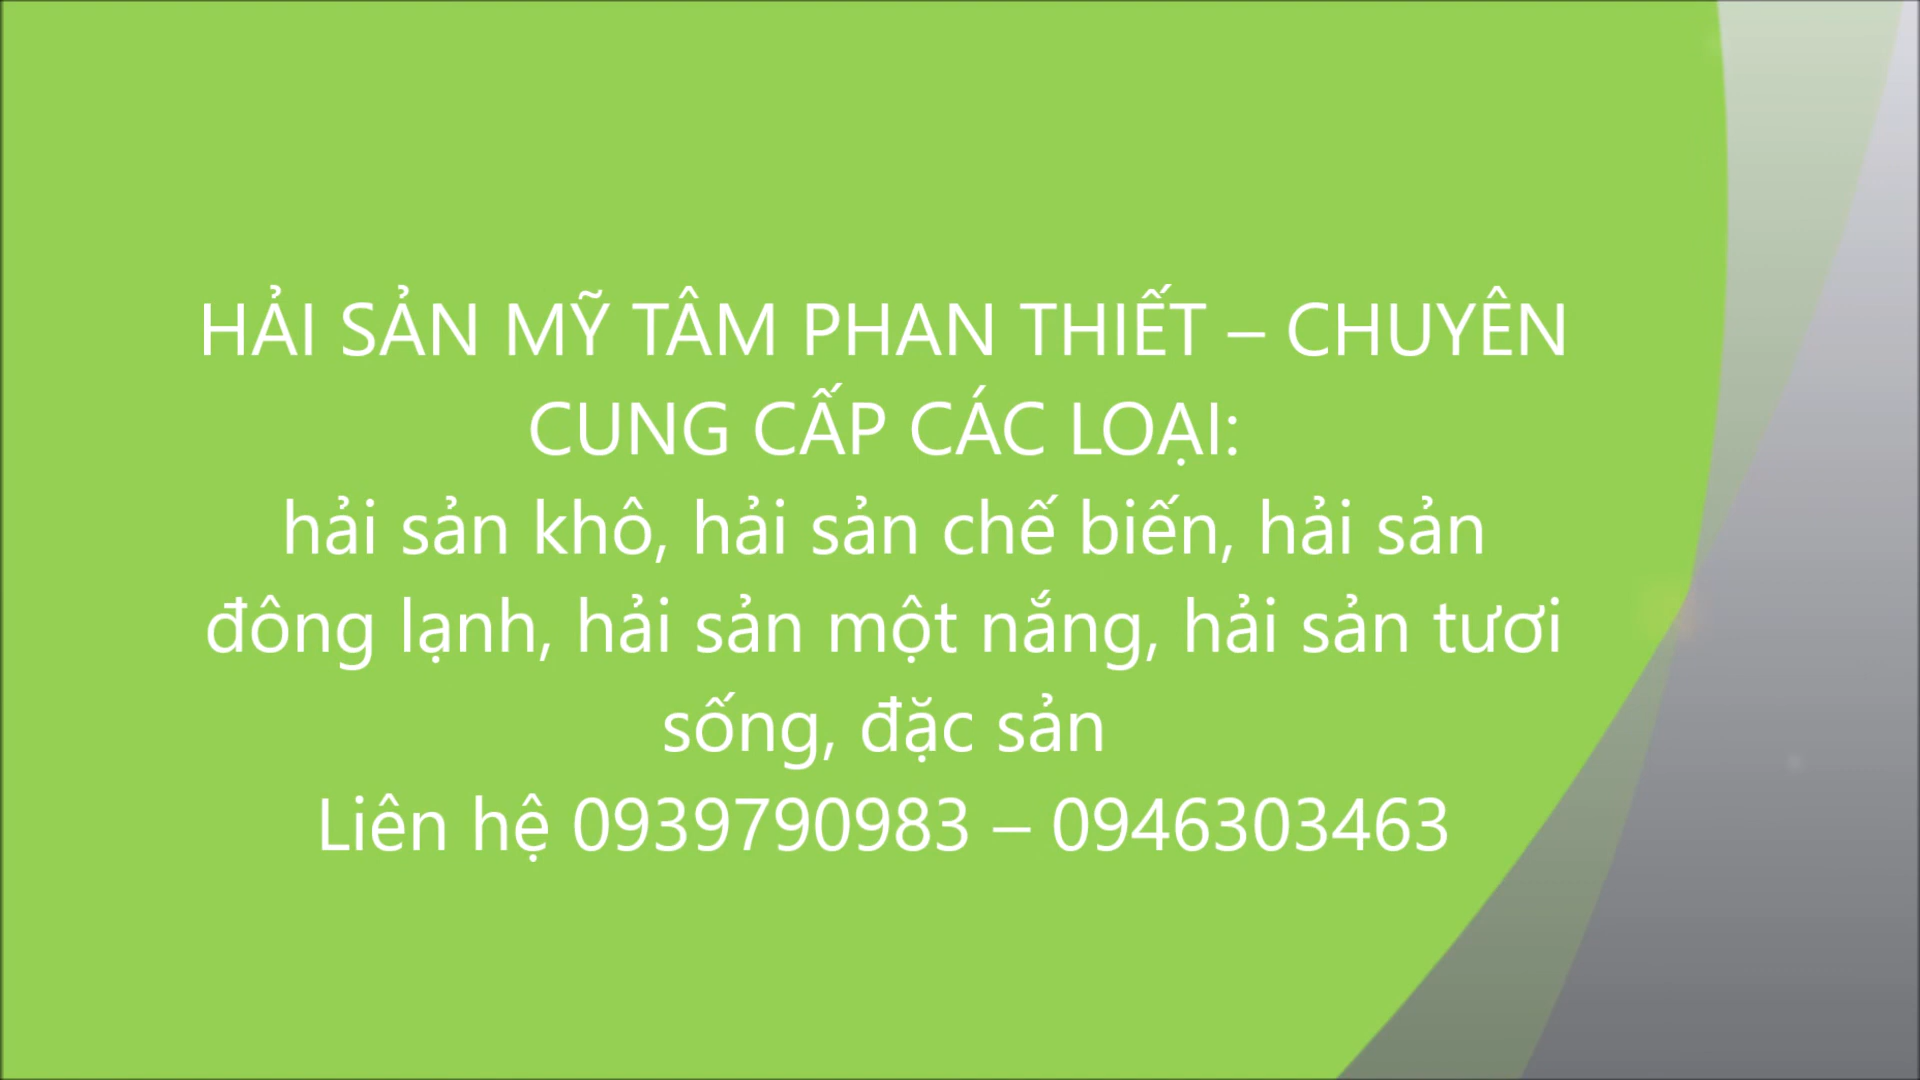 HẢI SẢN MỸ TÂM PHAN THIẾT – CHUYÊN
CUNG CẤP CÁC LOẠI:
hải sản khô, hải sản chế biến, hải sản
đông lạnh, hải sản một nắng, hải sản tươi
sống, đặc sản
Liên hệ 0939790983 – 0946303463